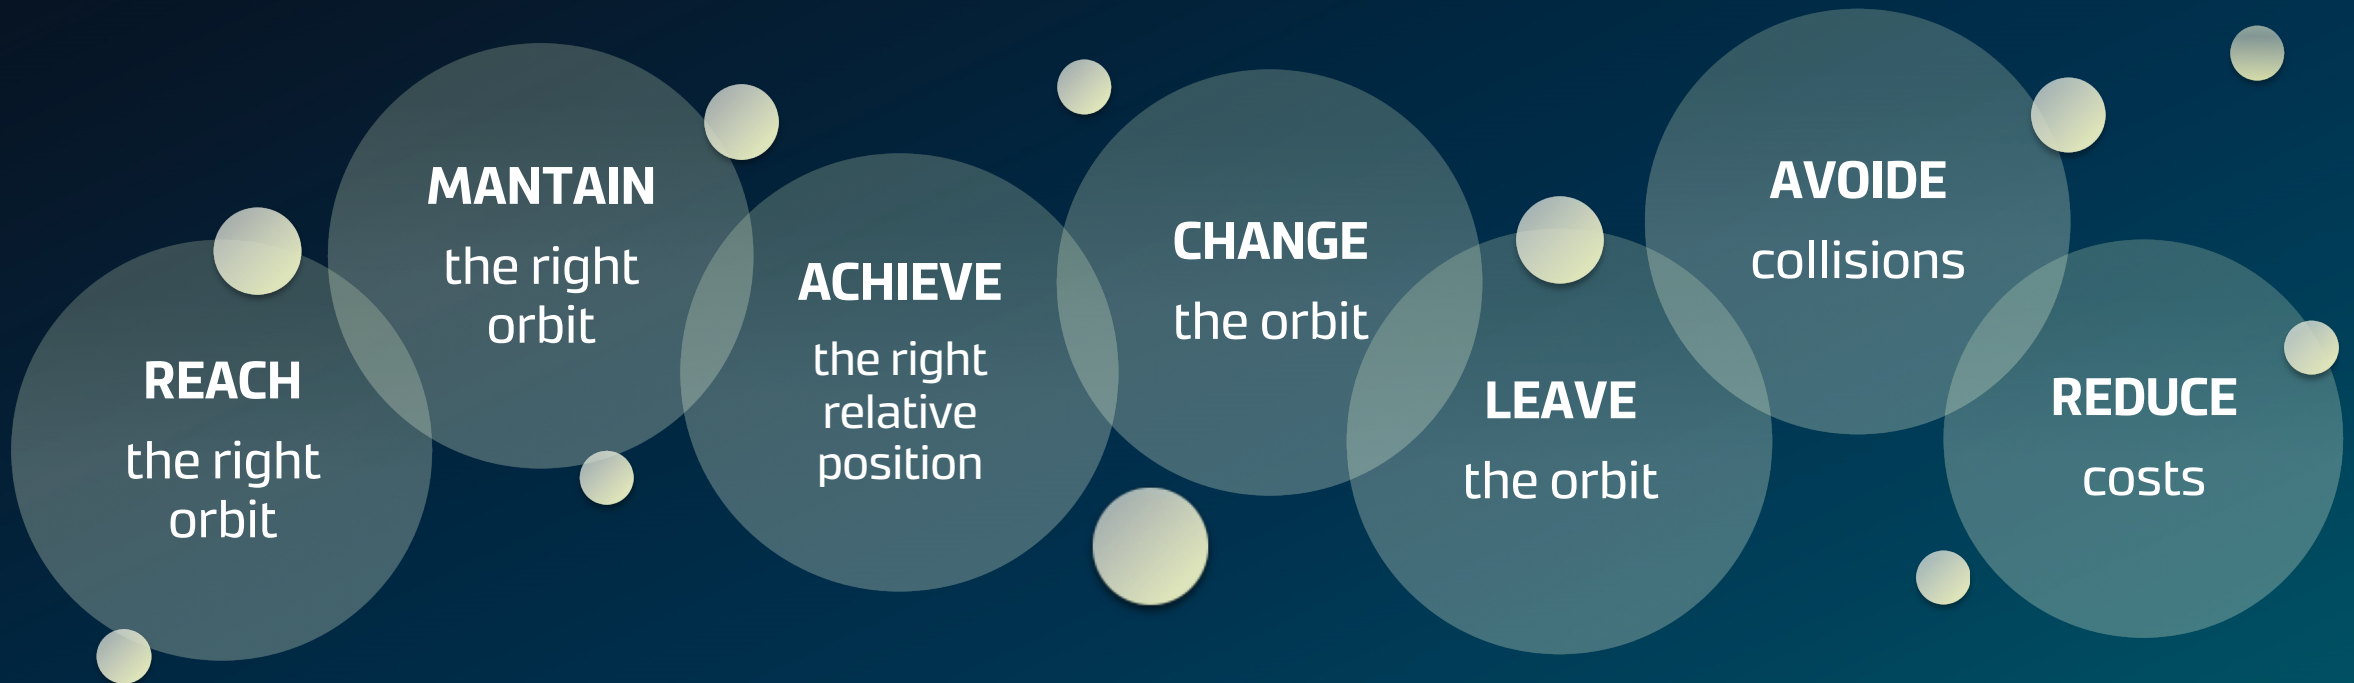 REACH
the right
orbit
MANTAIN
the right
orbit
ACHIEVE
the right
relative
position
CHANGE
the orbit
LEAVE
the orbit
AVOIDE
collisions
REDUCE
costs